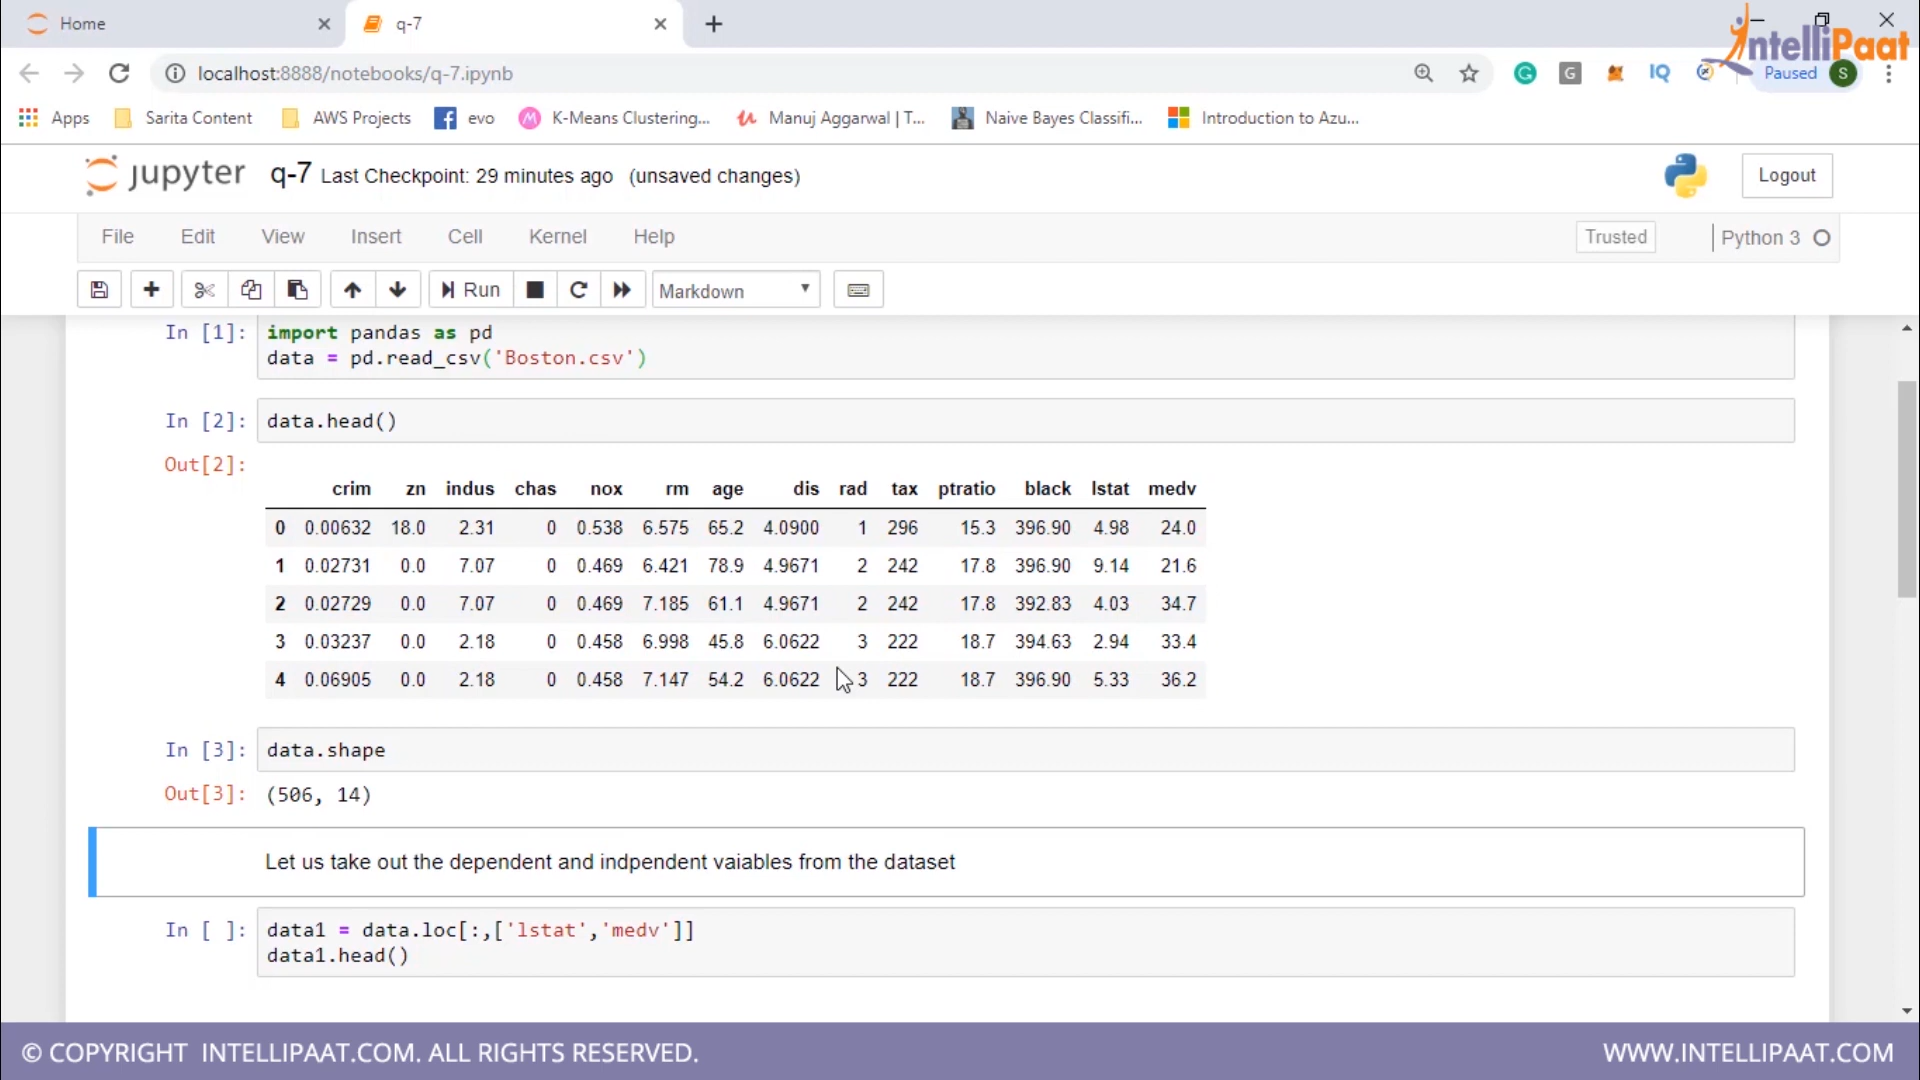 Home
q-7
IntelliPaat
localhost:8888/notebooks/q-7.ipynb
G
G
IQ
Paused
S
Apps
Sarita Content
AWS Projects
evo
K-Means Clustering...
Manuj Aggarwal | T...
Naive Bayes Classifi...
Introduction to Azu...
jupyter q-7 Last Checkpoint: 29 minutes ago (unsaved changes)
Logout
File Edit View Insert Cell Kernel Help
Trusted
Python 3
Run
Markdown
In [1]: import pandas as pd
data = pd.read_csv('Boston.csv')
In [2]: data.head()
Out[2]:
crim zn indus chas nox rm age dis rad tax ptratio black lstat medv
0 0.00632 18.0 2.31 0 0.538 6.575 65.2 4.0900 1 296 15.3 396.90 4.98 24.0
1 0.02731 0.0 7.07 0 0.469 6.421 78.9 4.9671 2 242 17.8 396.90 9.14 21.6
2 0.02729 0.0 7.07 0 0.469 7.185 61.1 4.9671 2 242 17.8 392.83 4.03 34.7
3 0.03237 0.0 2.18 0 0.458 6.998 45.8 6.0622 3 222 18.7 394.63 2.94 33.4
4 0.06905 0.0 2.18 0 0.458 7.147 54.2 6.0622 3 222 18.7 396.90 5.33 36.2
In [3]: data.shape
Out[3]: (506, 14)
Let us take out the dependent and indpendent vaiables from the dataset
In [ ]: data1 = data.loc[:,['lstat','medv']]
data1.head()
© COPYRIGHT INTELLIPAAT.COM. ALL RIGHTS RESERVED.
WWW.INTELLIPAAT.COM